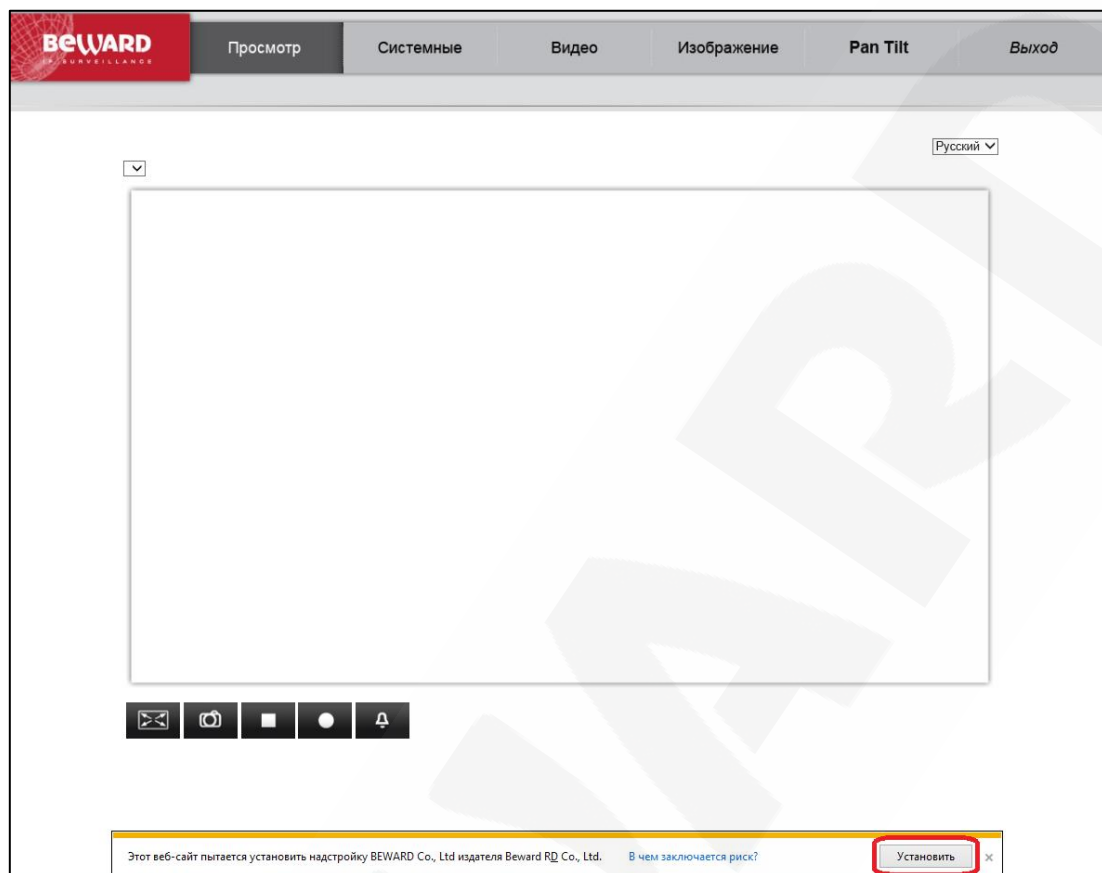 BEWARD
IP SURVEILLANCE
Просмотр
Системные
Видео
Изображение
Pan Tilt
Выход
Русский
Этот веб-сайт пытается установить надстройку BEWARD Co., Ltd издателя Beward RD Co., Ltd.
В чем заключается риск?
Установить
BEWARD